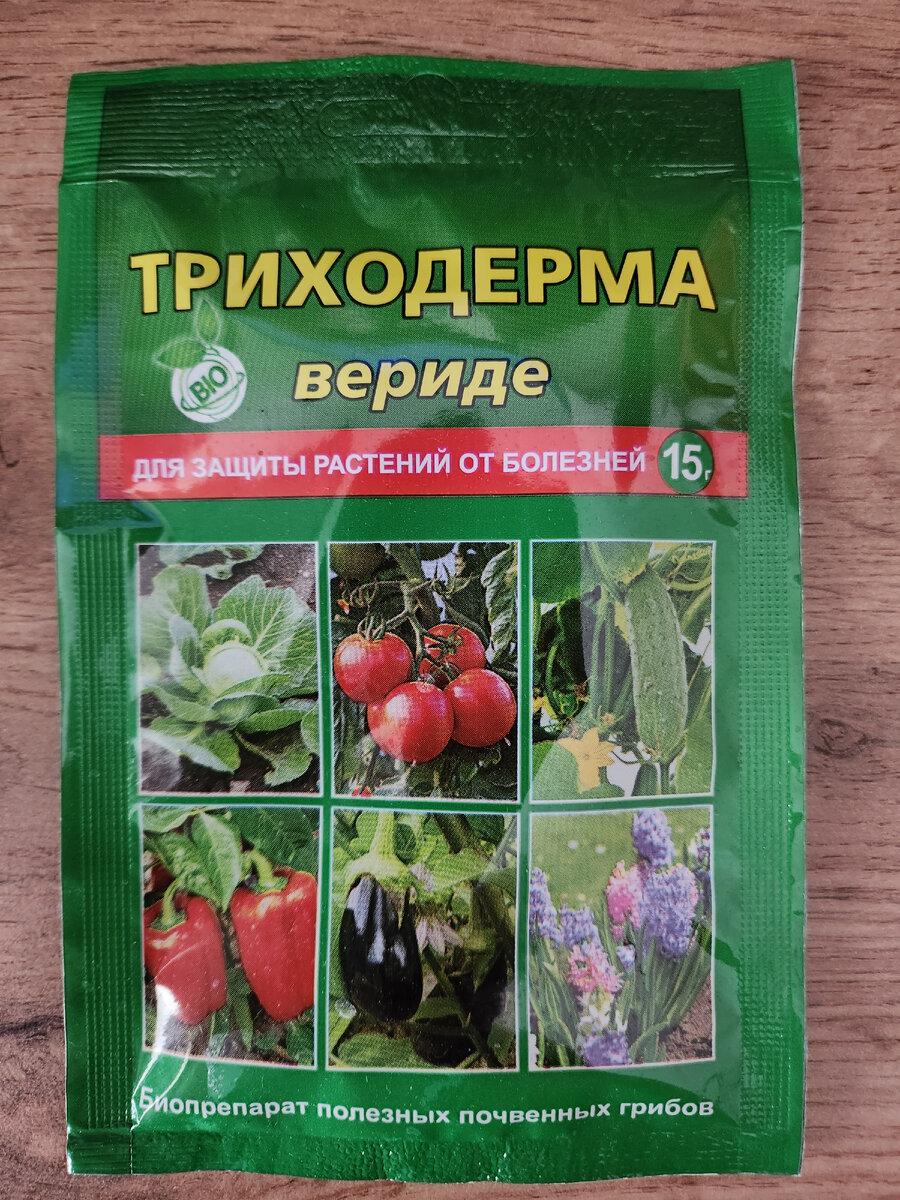 ТРИХОДЕРМА
BIO
вериде
ДЛЯ ЗАЩИТЫ РАСТЕНИЙ ОТ БОЛЕЗНЕЙ 15г
Биопрепарат полезных почвенных грибов